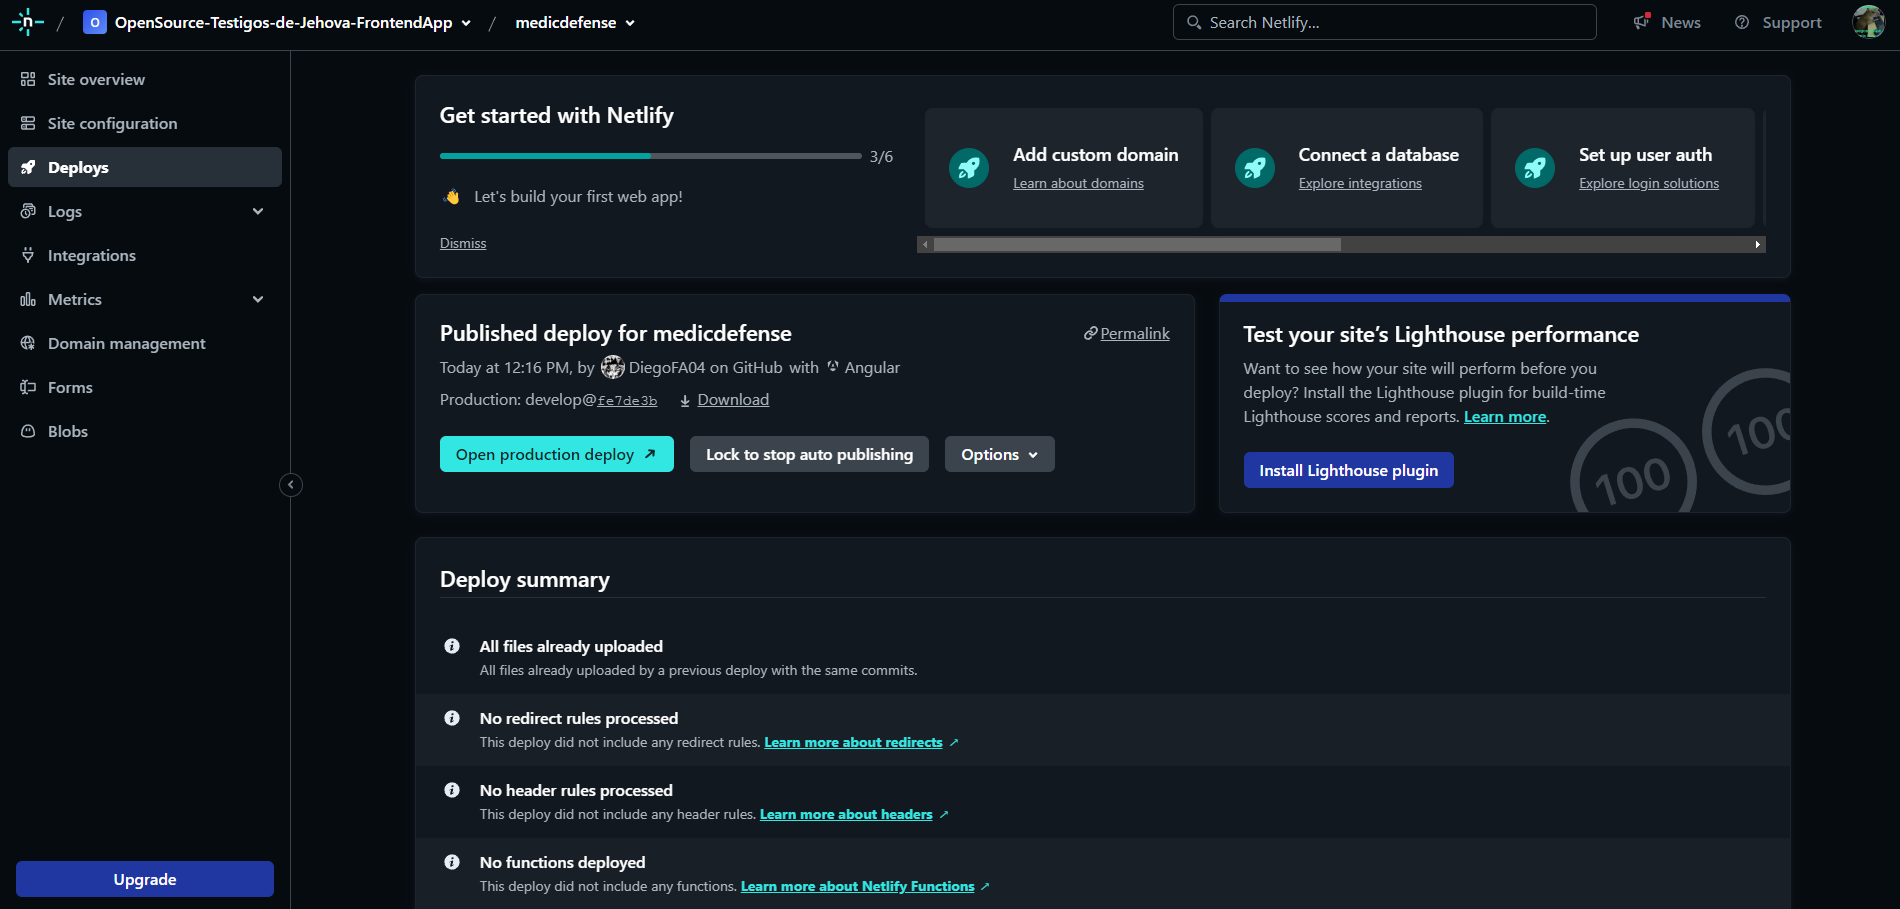 / O OpenSource-Testigos-de-Jehova-FrontendApp / medicdefense
Search Netlify...
News
Support
Site overview
Site configuration
Deploys
Logs
Integrations
Metrics
Domain management
Forms
Blobs
Upgrade
Get started with Netlify
3/6
👋 Let's build your first web app!
Dismiss
Add custom domain
Learn about domains
Connect a database
Explore integrations
Set up user auth
Explore login solutions
Published deploy for medicdefense
Permalink
Today at 12:16 PM, by DiegoFA04 on GitHub with Angular
Production: develop@fe7de3b Download
Open production deploy ↗
Lock to stop auto publishing
Options
Test your site’s Lighthouse performance
Want to see how your site will perform before you
deploy? Install the Lighthouse plugin for build-time
Lighthouse scores and reports. Learn more.
Install Lighthouse plugin
100
100
Deploy summary
All files already uploaded
All files already uploaded by a previous deploy with the same commits.
No redirect rules processed
This deploy did not include any redirect rules. Learn more about redirects ↗
No header rules processed
This deploy did not include any header rules. Learn more about headers ↗
No functions deployed
This deploy did not include any functions. Learn more about Netlify Functions ↗